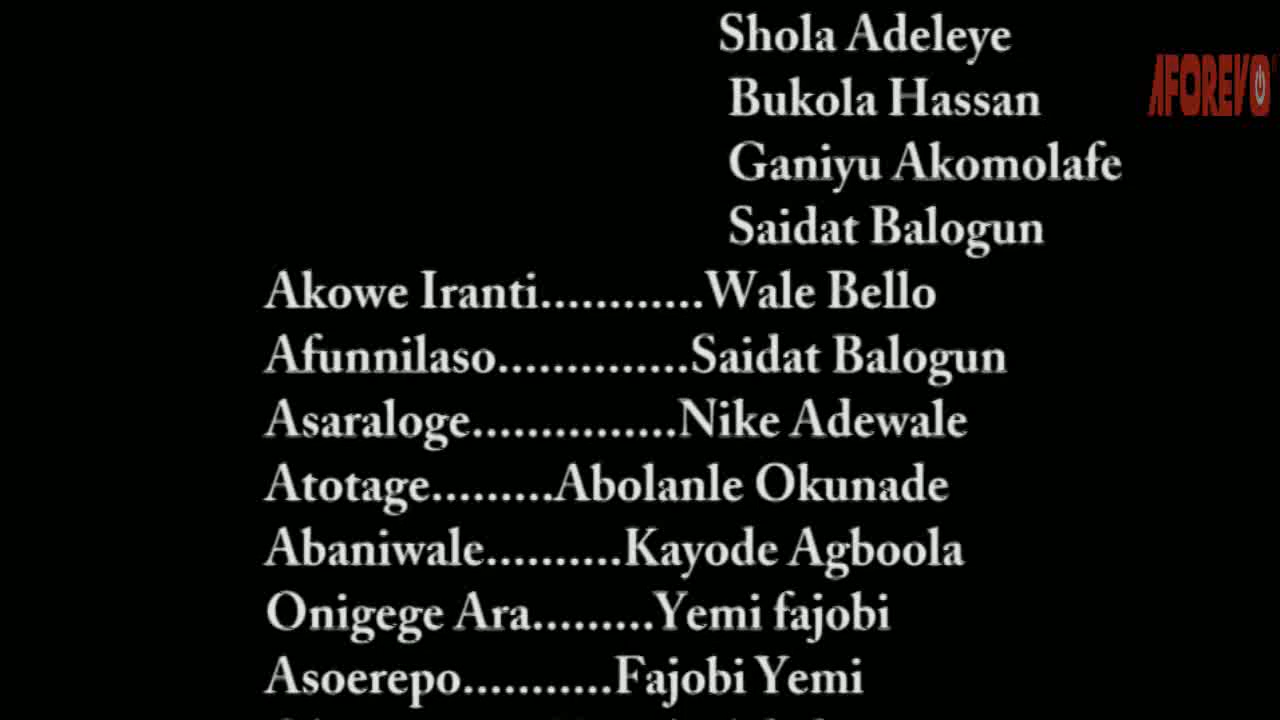 Shola Adeleye
AFOREVO
Bukola Hassan
Ganiyu Akomolafe
Saidat Balogun
Akowe Iranti............Wale Bello
Afunnilaso..............Saidat Balogun
Asaraloge...............Nike Adewale
Atotage.........Abolanle Okunade
Abaniwale..........Kayode Agboola
Onigege Ara.........Yemi fajobi
Asoerepo...........Fajobi Yemi